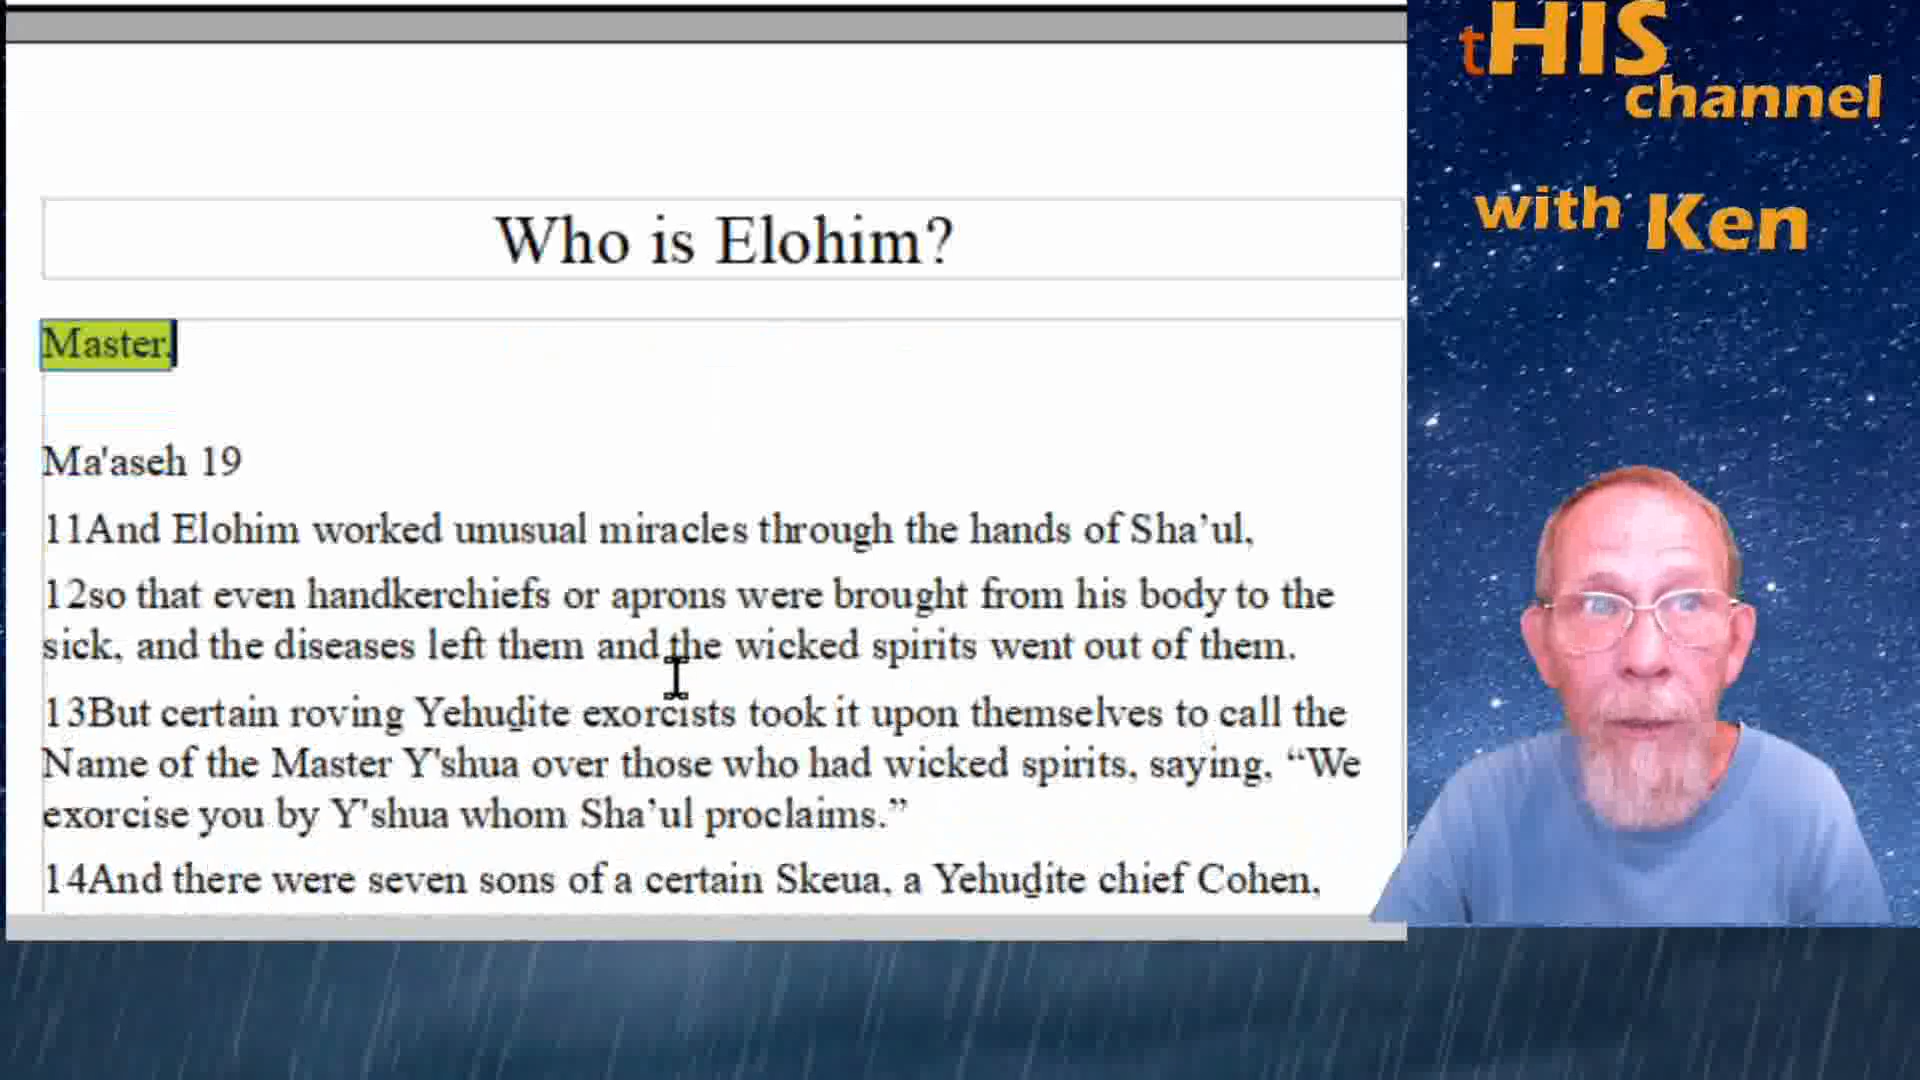 Who is Elohim?
Master.
Ma'aseh 19
11And Elohim worked unusual miracles through the hands of Sha’ul,
12so that even handkerchiefs or aprons were brought from his body to the
sick, and the diseases left them and the wicked spirits went out of them.
13But certain roving Yehuḏite exorcists took it upon themselves to call the
Name of the Master Y'shua over those who had wicked spirits, saying, “We
exorcise you by Y'shua whom Sha’ul proclaims.”
14And there were seven sons of a certain Skeua, a Yehuḏite chief Cohen,
tHIS
channel
with Ken